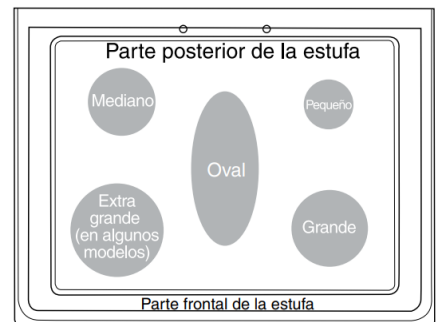 Parte posterior de la estufa
Mediano
Pequeño
Oval
Extra
grande
(en algunos
modelos)
Grande
Parte frontal de la estufa